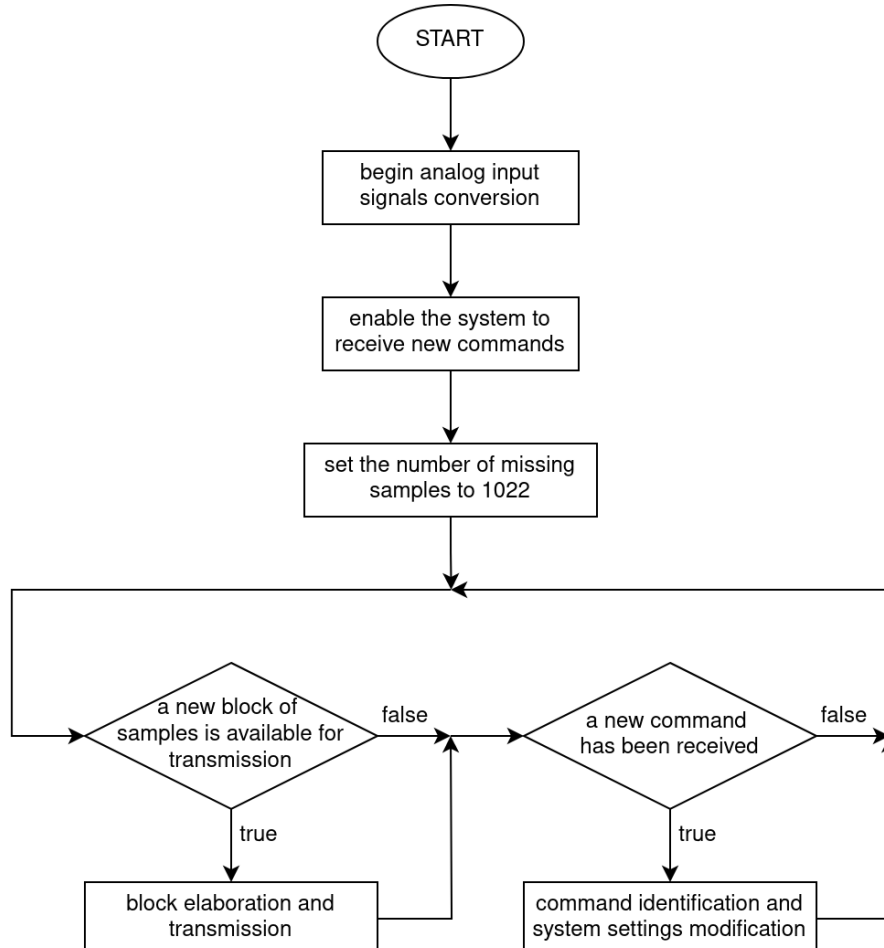 START
begin analog input
signals conversion
enable the system to
receive new commands
set the number of missing
samples to 1022
a new block of
samples is available for
transmission
false
true
block elaboration and
transmission
a new command
has been received
false
true
command identification and
system settings modification